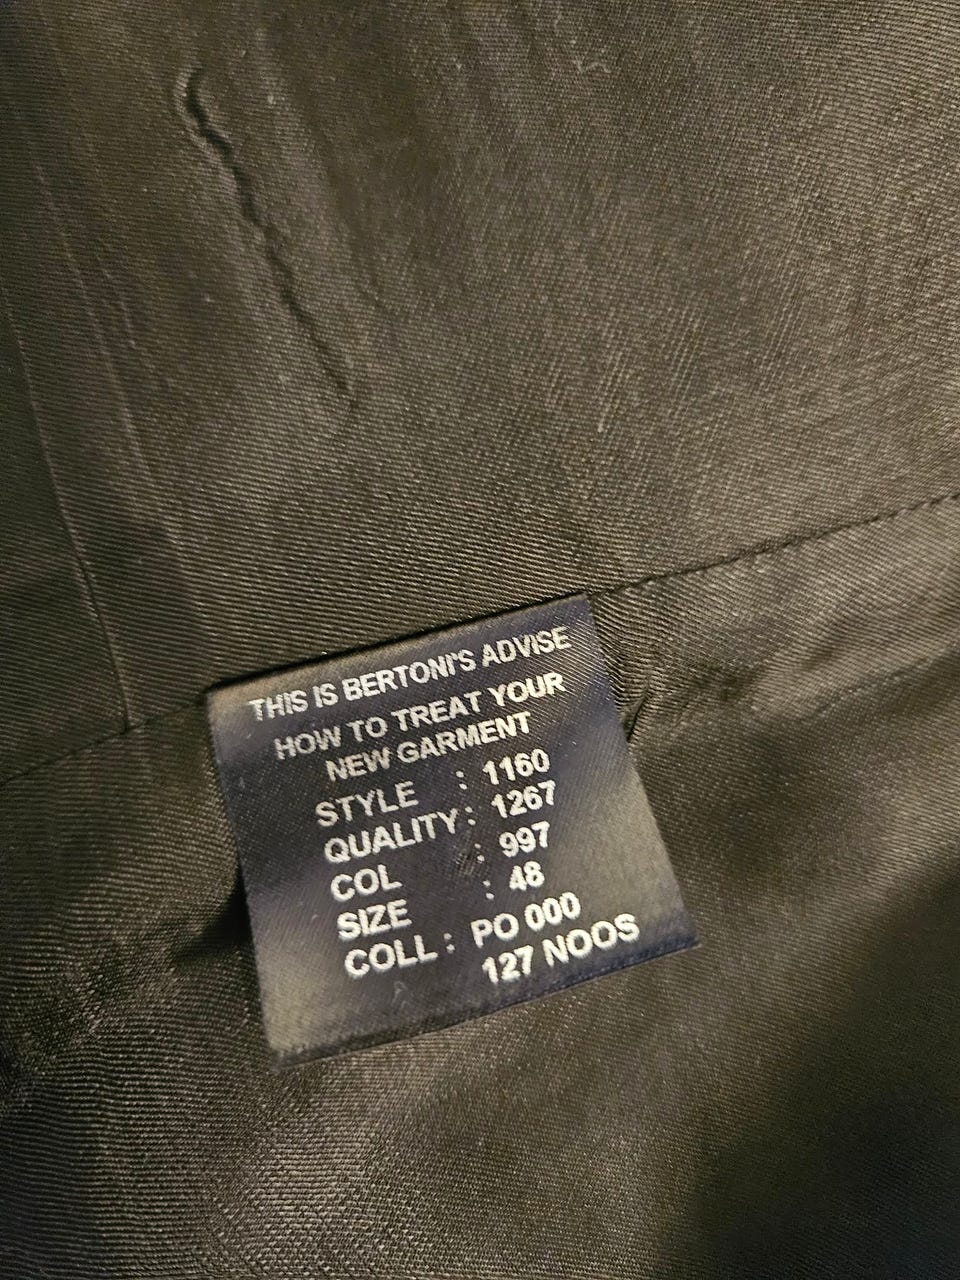 THIS IS BERTONI'S ADVISE
HOW TO TREAT YOUR
NEW GARMENT
STYLE : 1160
QUALITY : 1267
COL : 997
SIZE : 48
COLL : PO 000
127 NOOS